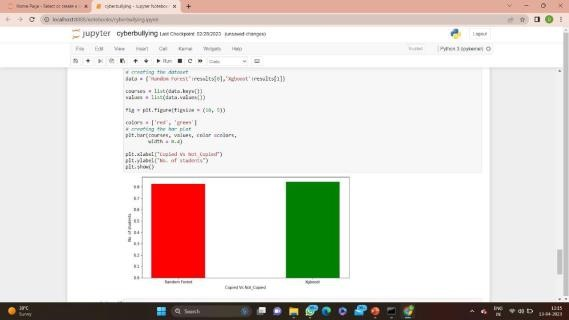 Home Page - Select or create a
cyberbullying - Jupyter Notebook
localhost:8888/notebooks/cyberbullying.ipynb
jupyter cyberbullying Last Checkpoint: 02/28/2023 (unsaved changes)
Logout
File Edit View Insert Cell Kernel Widgets Help
Trusted
Python 3 (ipykernel)
Run
Code
# creating the dataset
data = {'Random Forest':results[0],'Xgboost':results[1]}
courses = list(data.keys())
values = list(data.values())
fig = plt.figure(figsize = (10, 5))
colors = ['red', 'green']
# creating the bar plot
plt.bar(courses, values, color =colors,
width = 0.4)
plt.xlabel("Copied Vs Not_Copied")
plt.ylabel("No. of students")
plt.show()
0.8
0.7
0.6
0.5
0.4
0.3
0.2
0.1
0.0
No. of students
Random Forest
Xgboost
Copied Vs Not_Copied
30°C
Sunny
Search
ENG
IN
13-04-2023